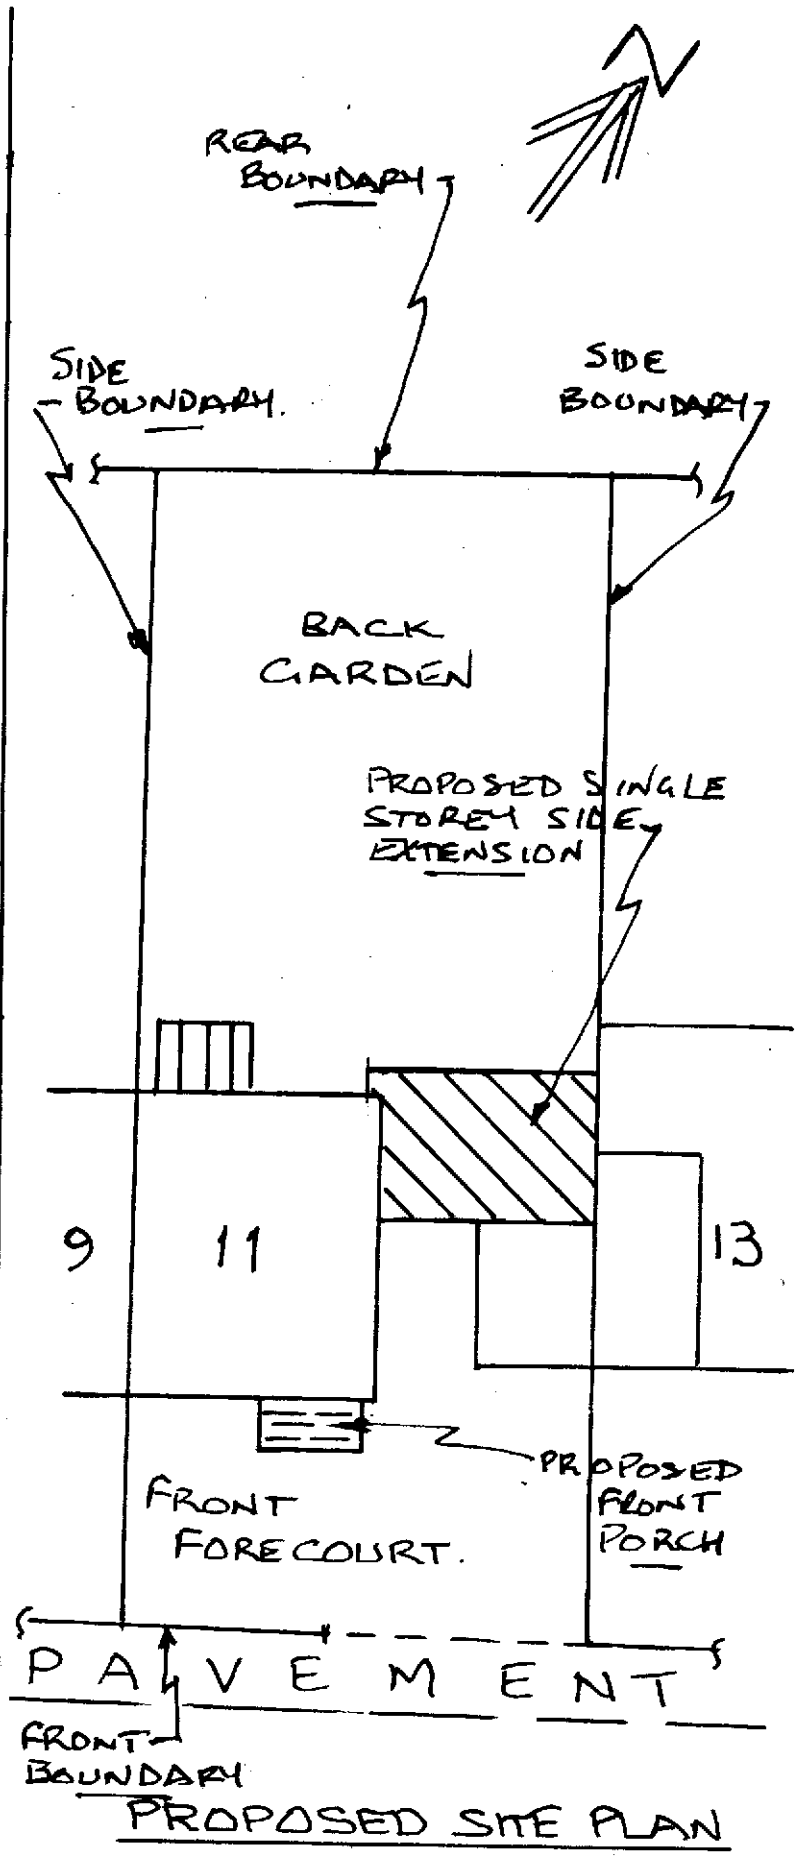 N
REAR
BOUNDARY
SIDE
BOUNDARY.
SIDE
BOUNDARY
BACK
GARDEN
PROPOSED SINGLE
STOREY SIDE
EXTENSION
9
11
13
PROPOSED
FRONT
PORCH
FRONT
FORECOURT.
PAVEMENT
FRONT
BOUNDARY
PROPOSED SITE PLAN